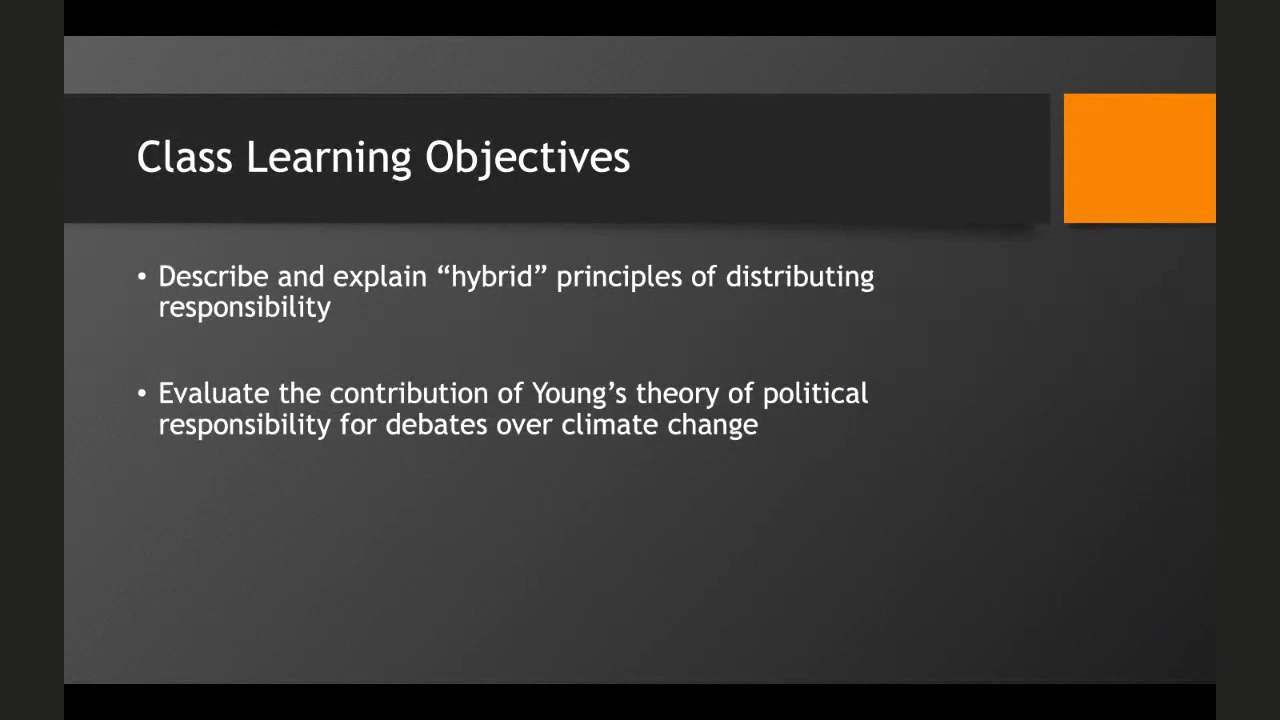 Class Learning Objectives
• Describe and explain “hybrid” principles of distributing
responsibility
• Evaluate the contribution of Young’s theory of political
responsibility for debates over climate change